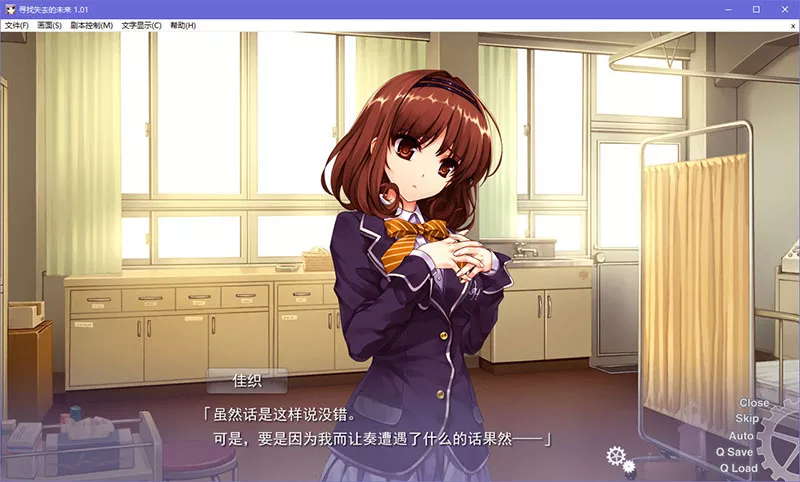 寻找失去的未来 1.01
文件(F) 画面(S) 副本控制(M) 文字显示(C) 帮助(H)
佳织
「虽然话是这样说没错。
可是，要是因为我而让奏遭遇了什么的话果然——」
Close
Skip
Auto
Q Save
Q Load